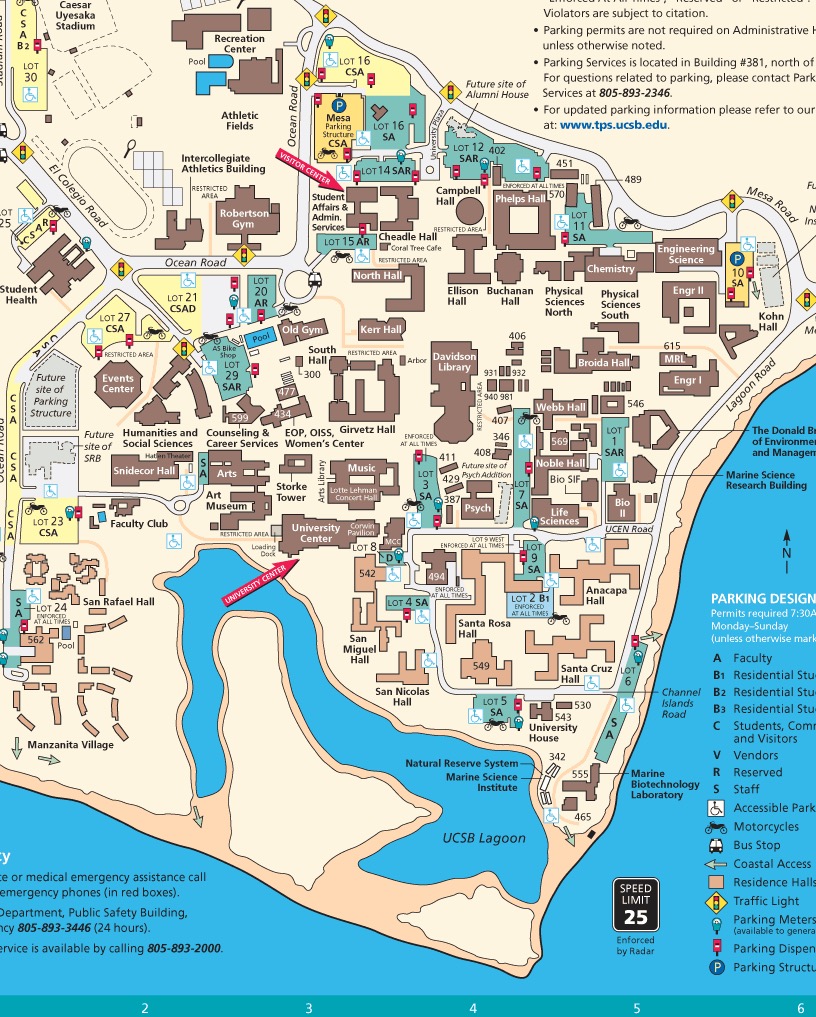 Enforced At All Times", "Reserved" or "Restricted".
Violators are subject to citation.
• Parking permits are not required on Administrative
unless otherwise noted.
• Parking Services is located in Building #381, north of
For questions related to parking, please contact Park
Services at 805-893-2346.
• For updated parking information please refer to our
at: www.tps.ucsb.edu.
Caesar
Uyesaka
Stadium
C
S
A
B2
LOT
30
Stadium Road
Recreation
Center
Pool
Athletic
Fields
Ocean Road
LOT 16
CSA
Mesa
Parking
Structure
CSA
LOT 16
SA
Future site of
Alumni House
University Plaza
LOT 12
SAR
402
ENFORCED AT ALL TIMES
451
570
489
Mesa Road
VISITOR CENTER
LOT 14 SAR
Intercollegiate
Athletics Building
RESTRICTED
AREA
Robertson
Gym
El Colegio Road
LOT
25
CSAR
Student
Health
Student
Affairs &
Admin.
Services
Cheadle Hall
Coral Tree Cafe
LOT 15 AR
North Hall
Campbell
Hall
RESTRICTED AREA
Phelps Hall
LOT
11
SA
Ellison
Hall
Buchanan
Hall
Physical
Sciences
North
Chemistry
Physical
Sciences
South
Engineering
Science
Engr II
10
SA
Kohn
Hall
Ocean Road
LOT 27
CSA
RESTRICTED AREA
LOT 21
CSAD
LOT
20
AR
AS Bike
Shop
Pool
Old Gym
LOT
29
SAR
Kerr Hall
South
Hall
300
RESTRICTED AREA
Arbor
Girvetz Hall
Davidson
Library
RESTRICTED AREA
406
931
932
940 981
407
Broida Hall
615
MRL
Engr I
Lagoon Road
Future
site of
Parking
Structure
Events
Center
Humanities and
Social Sciences
599
477
434
Counseling &
Career Services
EOP, OISS,
Women's Center
Webb Hall
546
346
569
408
LOT
1
SAR
The Donald Br
of Environme
and Managem
Marine Science
Research Building
Future
site of
SRB
Hatlen Theater
Snidecor Hall
S
A
Arts
Art
Museum
Storke
Tower
Arts Library
Music
Lotte Lehman
Concert Hall
ENFORCED
AT ALL TIMES
LOT
3
SA
411
429
387
Future site of
Psych Addition
Psych
LOT
7
SA
Noble Hall
Bio SIF
Life
Sciences
Bio
II
UCEN Road
C
S
A
C
S
A
C
S
A
Ocean Road
LOT 23
CSA
Faculty Club
RESTRICTED AREA
Loading
Dock
University
Center
Corwin
Pavilion
MCC
LOT 8
D
542
UNIVERSITY CENTER
494
ENFORCED
AT ALL TIMES
LOT 9 WEST
ENFORCED AT ALL TIMES
LOT
9
SA
LOT 2 B1
ENFORCED
AT ALL TIMES
Anacapa
Hall
LOT 4 SA
San
Miguel
Hall
Santa Rosa
Hall
549
Santa Cruz
Hall
San Nicolas
Hall
San Rafael Hall
S
A
LOT 24
ENFORCED
AT ALL TIMES
562
Pool
Manzanita Village
LOT 5
SA
530
543
University
House
LOT
6
S
A
Channel
Islands
Road
Natural Reserve System
Marine Science
Institute
342
555
465
Marine
Biotechnology
Laboratory
UCSB Lagoon
N
PARKING DESIGN
Permits required 7:30A
Monday–Sunday
(unless otherwise mark
A Faculty
B1 Residential Stu
B2 Residential Stu
B3 Residential Stu
C Students, Comm
and Visitors
V Vendors
R Reserved
S Staff
Accessible Park
Motorcycles
Bus Stop
Coastal Access
Residence Halls
Traffic Light
Parking Meters
(available to genera
Parking Dispen
Parking Structu
SPEED
LIMIT
25
Enforced
by Radar
ce or medical emergency assistance call
emergency phones (in red boxes).
Department, Public Safety Building,
ncy 805-893-3446 (24 hours).
ervice is available by calling 805-893-2000.
2 3 4 5 6